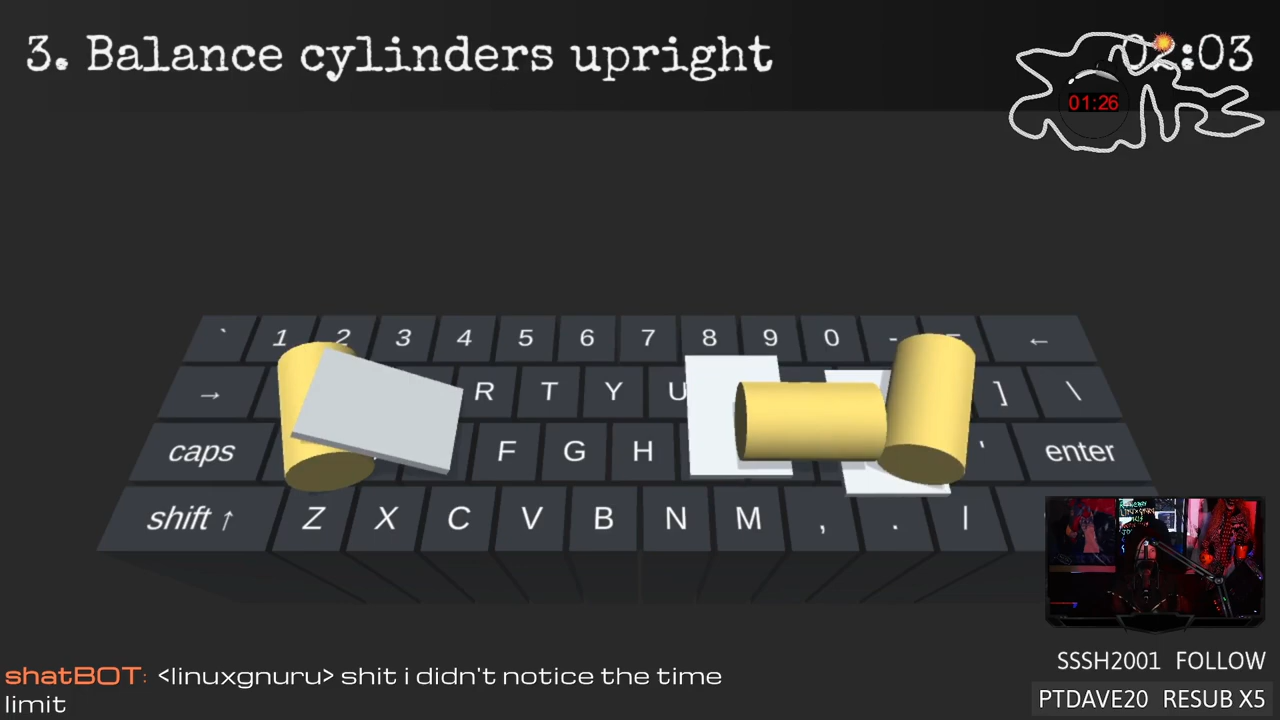 3. Balance cylinders upright
02:03
01:26
` 1 2 3 4 5 6 7 8 9 0 - = ←
→ R T Y U ] \
caps F G H ' enter
shift ↑ Z X C V B N M , . /
shatBOT: <linuxgnuru> shit i didn't notice the time
limit
SSSH2001 FOLLOW
PTDAVE20 RESUB X5